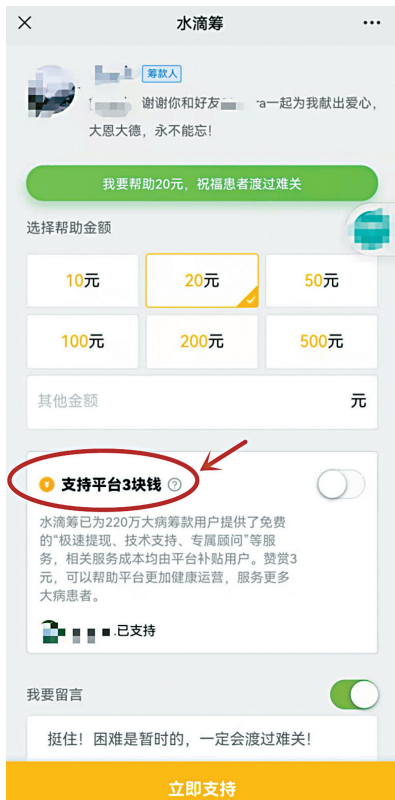 水滴筹
筹款人
谢谢你和好友 a一起为我献出爱心,
大恩大德，永不能忘!
我要帮助20元，祝福患者渡过难关
选择帮助金额
10元 20元 50元
100元 200元 500元
其他金额 元
支持平台3块钱 ?
水滴筹已为220万大病筹款用户提供了免费
的“极速提现、技术支持、专属顾问”等服
务，相关服务成本均由平台补贴用户。赞赏3
元，可以帮助平台更加健康运营，服务更多
大病患者。
.已支持
我要留言
挺住！困难是暂时的，一定会渡过难关!
立即支持